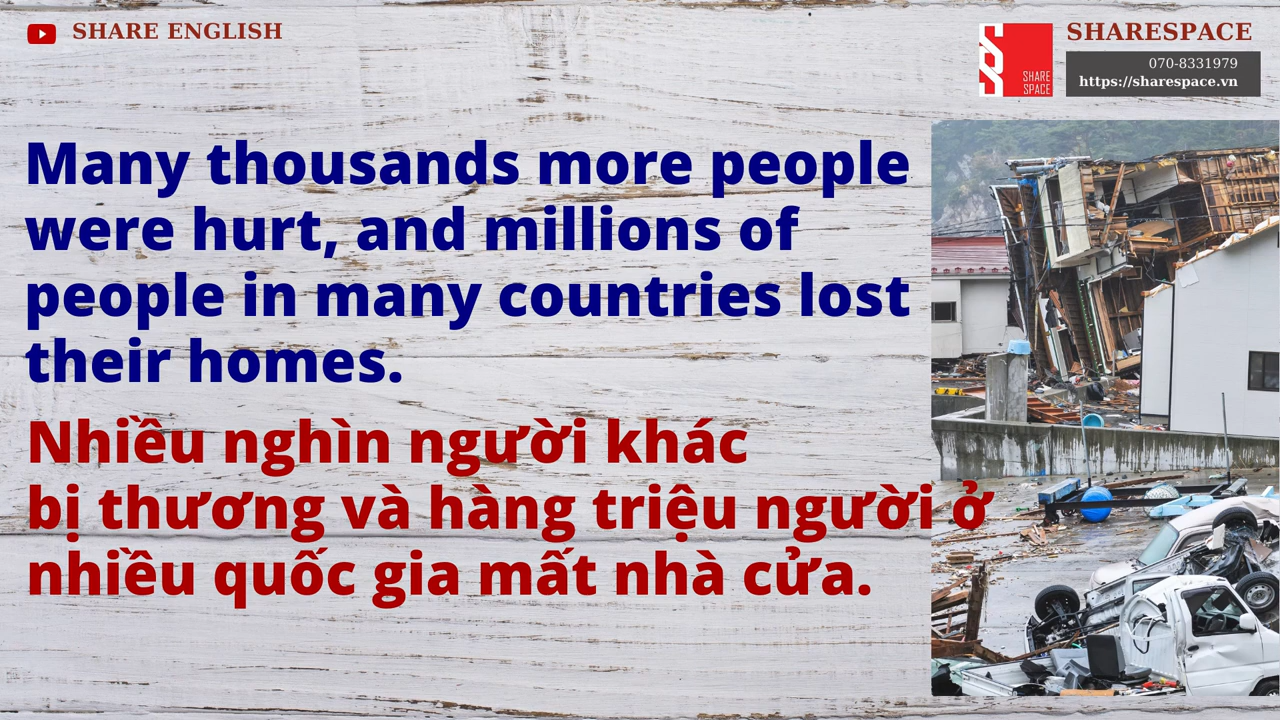 SHARE ENGLISH
SHARESPACE
070-8331979
https://sharespace.vn
SHARE
SPACE
Many thousands more people
were hurt, and millions of
people in many countries lost
their homes.
Nhiều nghìn người khác
bị thương và hàng triệu người ở
nhiều quốc gia mất nhà cửa.